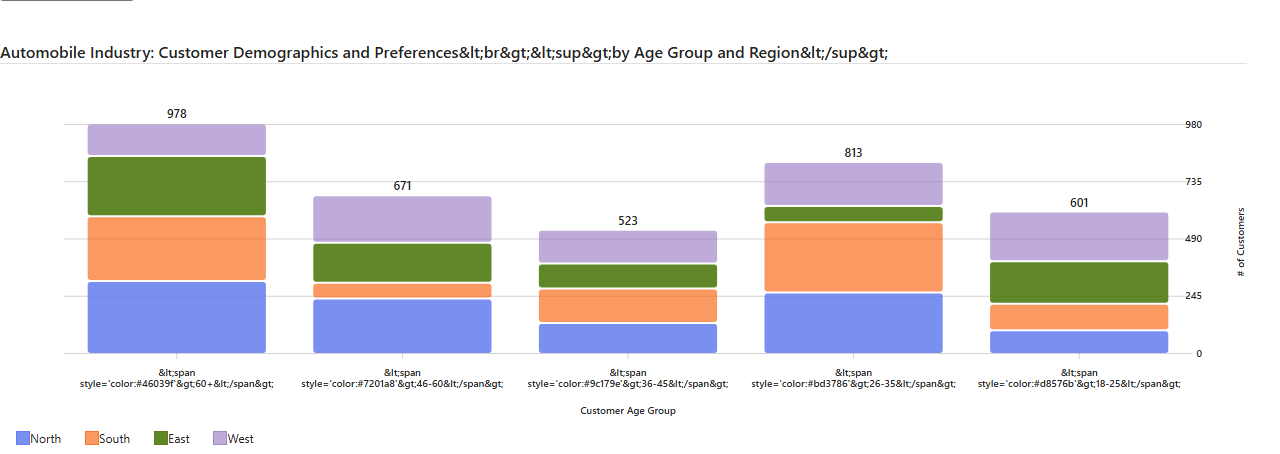 Automobile Industry: Customer Demographics and Preferences&lt;br&gt;&lt;sup&gt;by Age Group and Region&lt;/sup&gt;
978
671
523
813
601
980
735
490
245
0
# of Customers
&lt;span
style='color:#46039f'&gt;60+&lt;/span&gt;
&lt;span
style='color:#7201a8'&gt;46-60&lt;/span&gt;
&lt;span
style='color:#9c179e'&gt;36-45&lt;/span&gt;
&lt;span
style='color:#bd3786'&gt;26-35&lt;/span&gt;
&lt;span
style='color:#d8576b'&gt;18-25&lt;/span&gt;
Customer Age Group
North
South
East
West